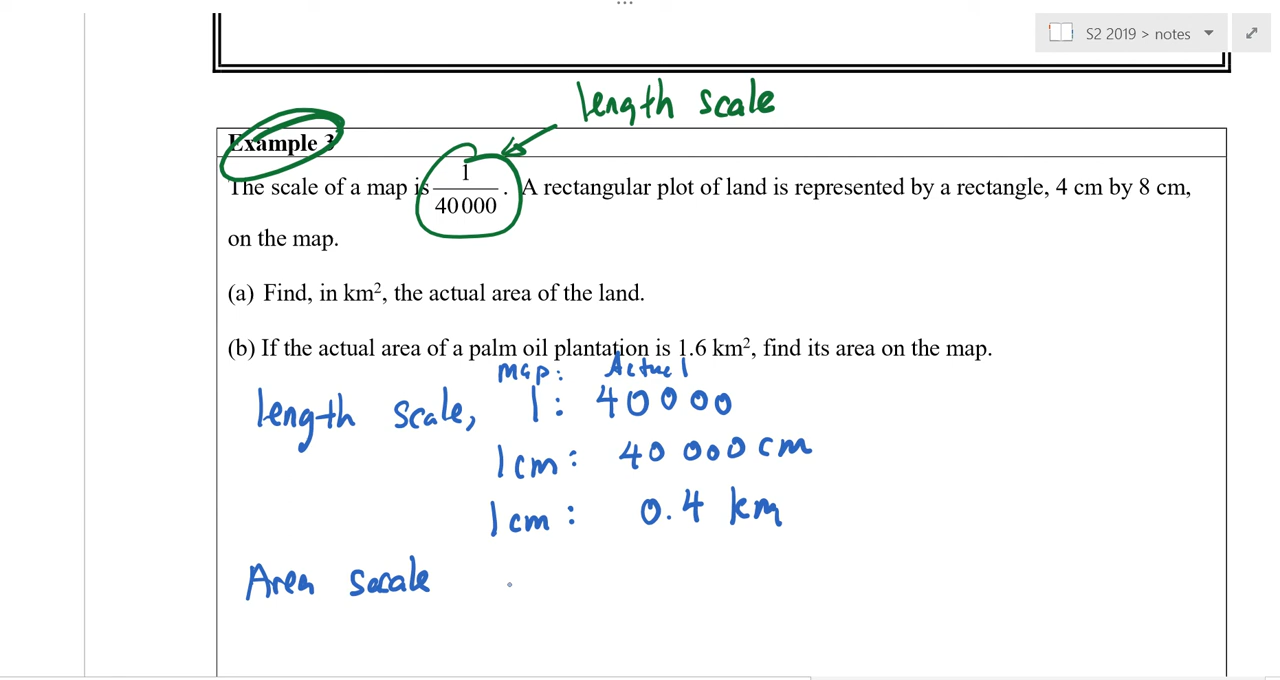 S2 2019 > notes
length scale
Example 3
The scale of a map is 1/40 000. A rectangular plot of land is represented by a rectangle, 4 cm by 8 cm,
on the map.
(a) Find, in km², the actual area of the land.
(b) If the actual area of a palm oil plantation is 1.6 km², find its area on the map.
map: Actual
length scale, 1 : 40000
1 cm : 40 000 cm
1 cm : 0.4 km
Area scale